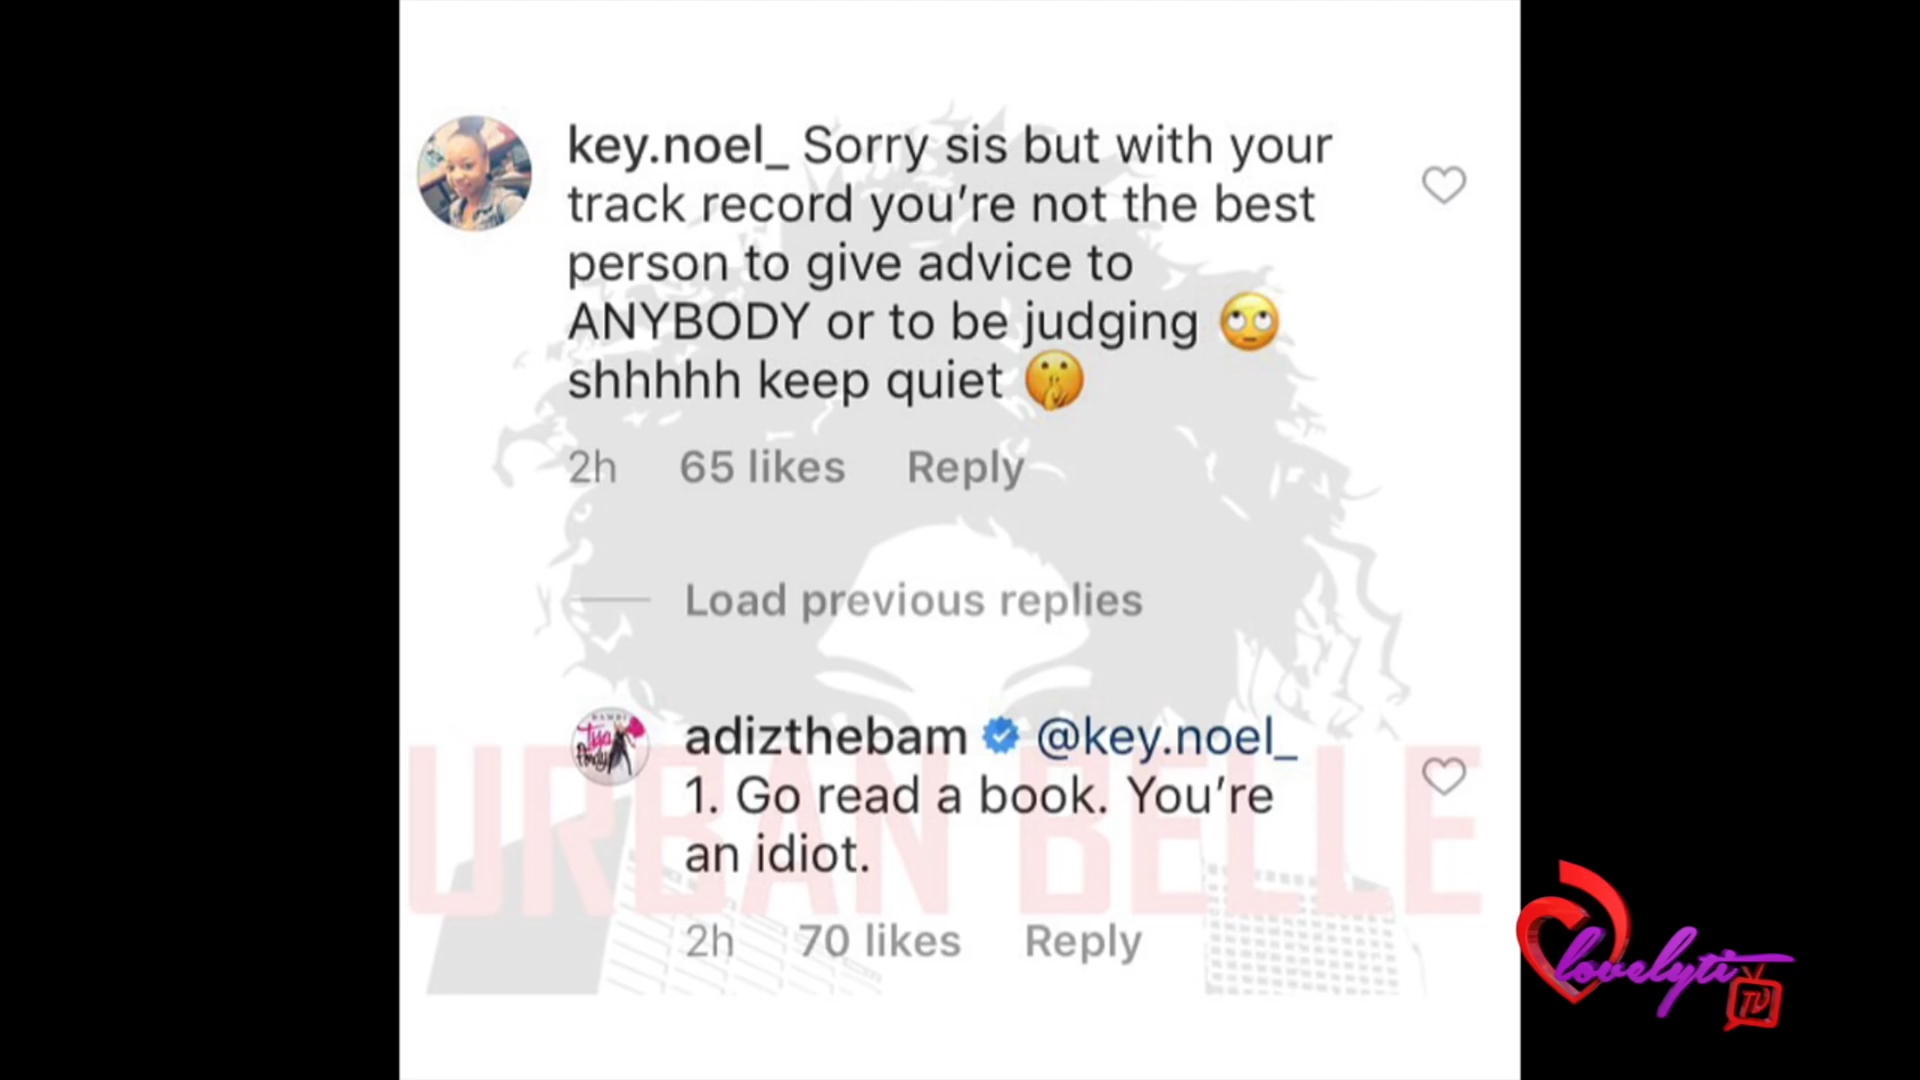 key.noel_ Sorry sis but with your
track record you’re not the best
person to give advice to
ANYBODY or to be judging 🙄
shhhhh keep quiet 🤫
2h 65 likes Reply
Load previous replies
adizthebam @key.noel_
1. Go read a book. You’re
an idiot.
2h 70 likes Reply
URBAN BELLE
lovelyti
TV